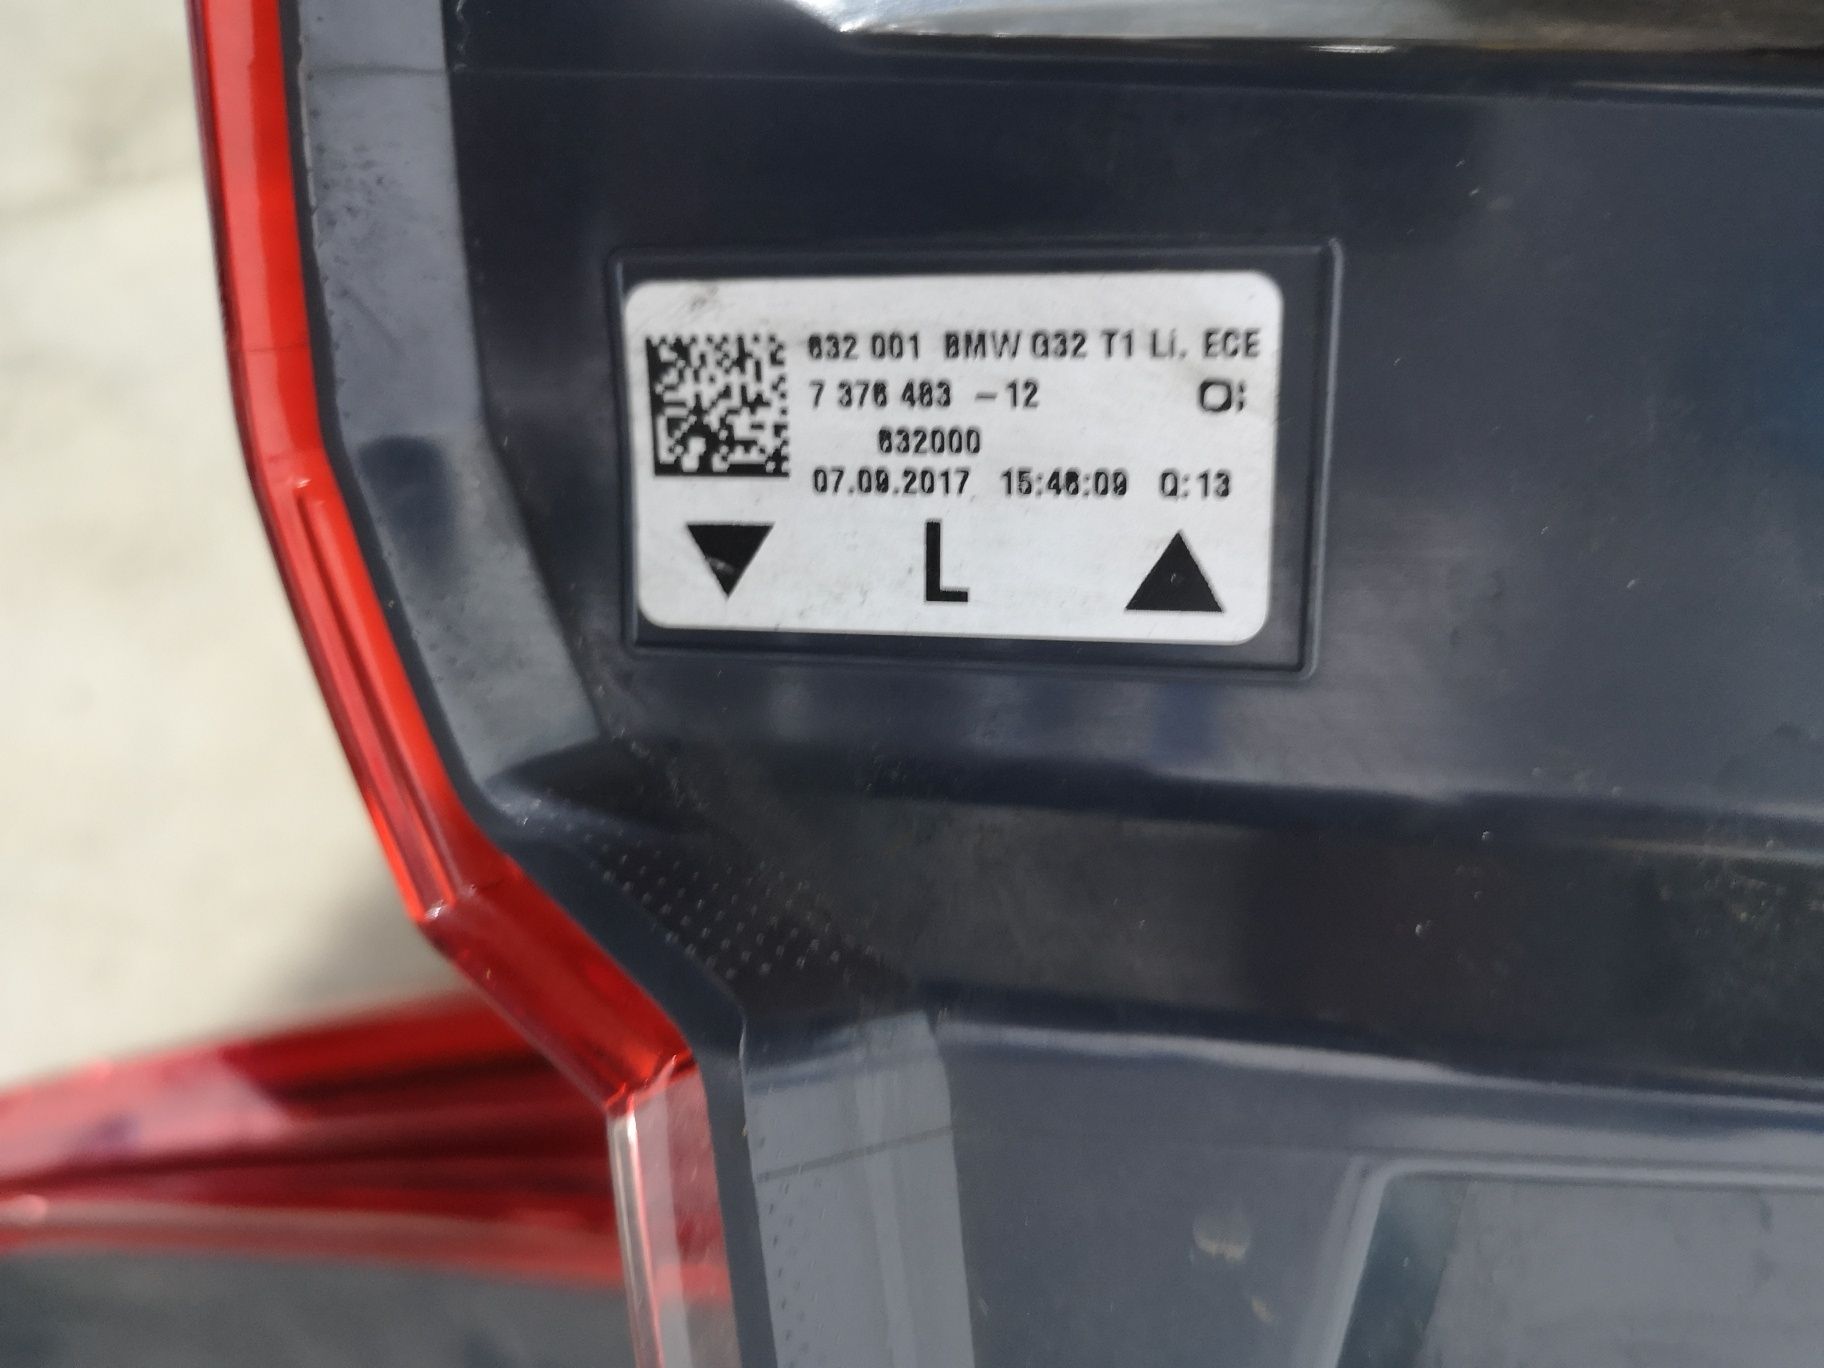 632 001 BMW G32 T1 Li. ECE
7 376 463 -12
632000
07.09.2017 15:46:09 Q:13
L